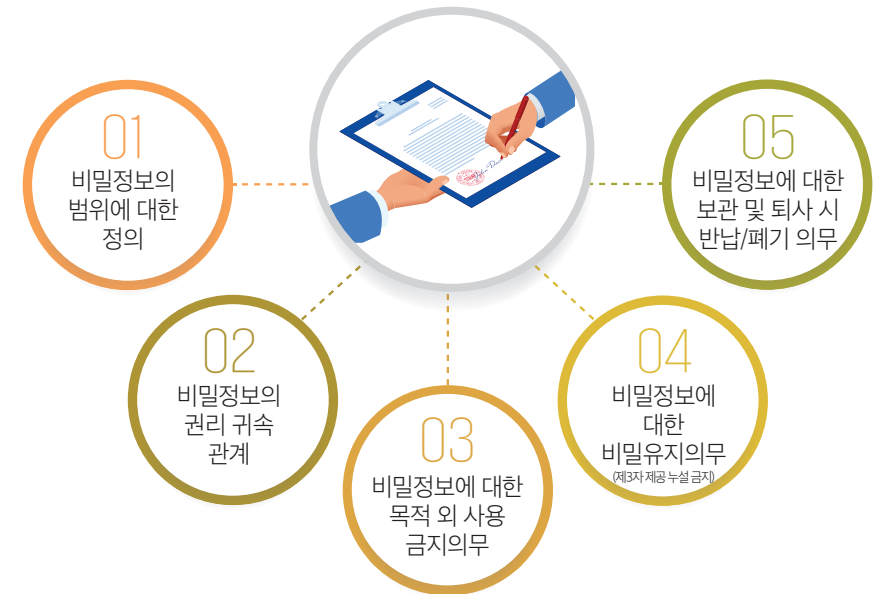 01
비밀정보의
범위에 대한
정의
02
비밀정보의
권리 귀속
관계
03
비밀정보에 대한
목적 외 사용
금지의무
04
비밀정보에
대한
비밀유지의무
(제3자 제공 누설 금지)
05
비밀정보에 대한
보관 및 퇴사 시
반납/폐기 의무